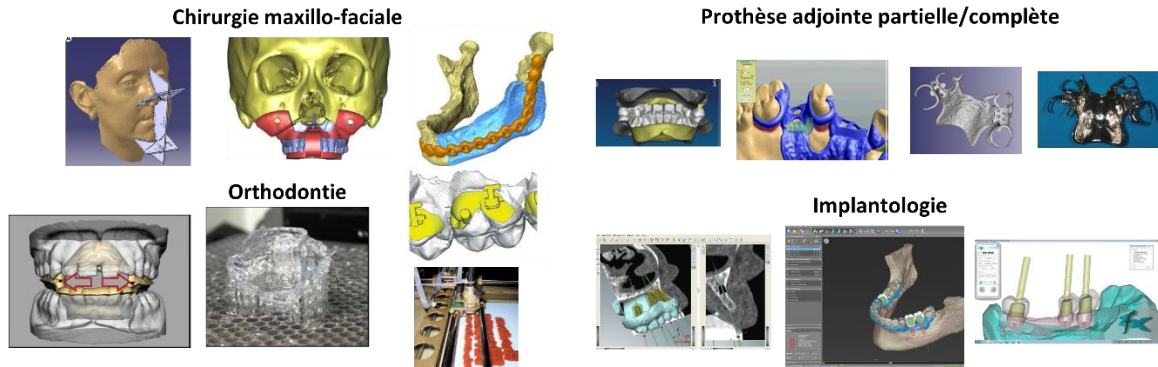 Chirurgie maxillo-faciale
Prothèse adjointe partielle/complète
Orthodontie
Implantologie